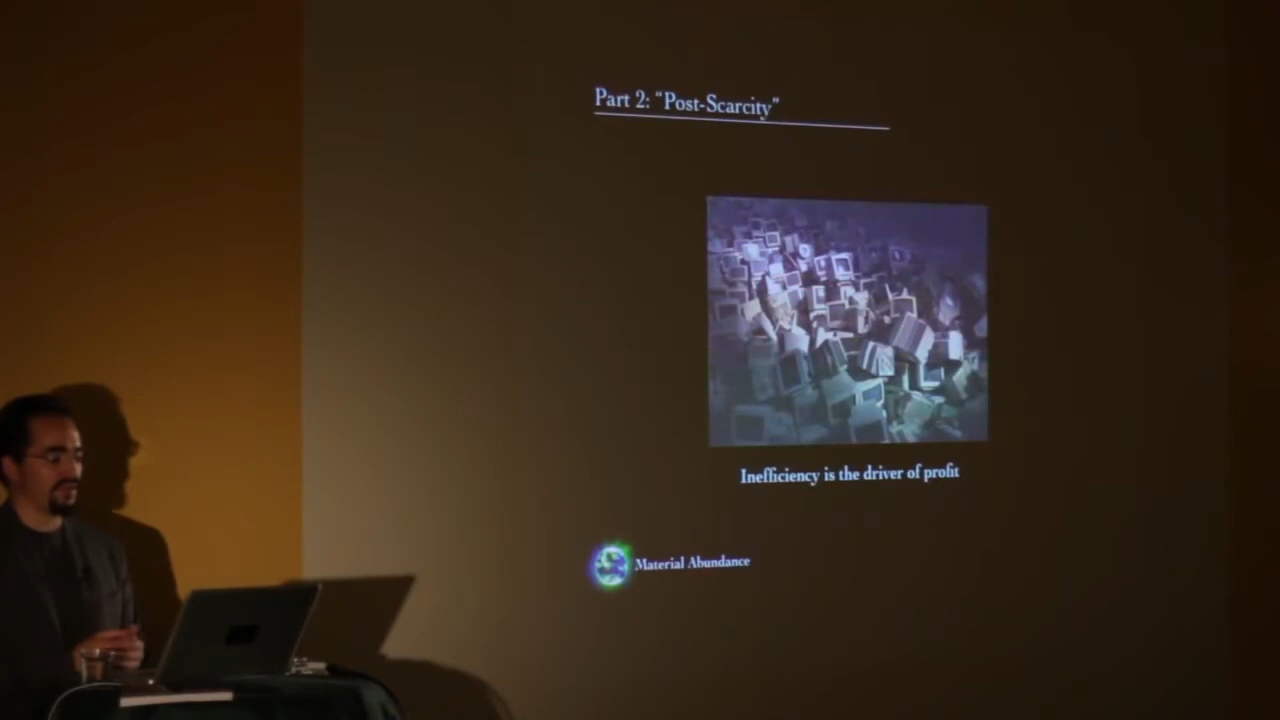 Part 2: “Post-Scarcity”
Inefficiency is the driver of profit
Material Abundance